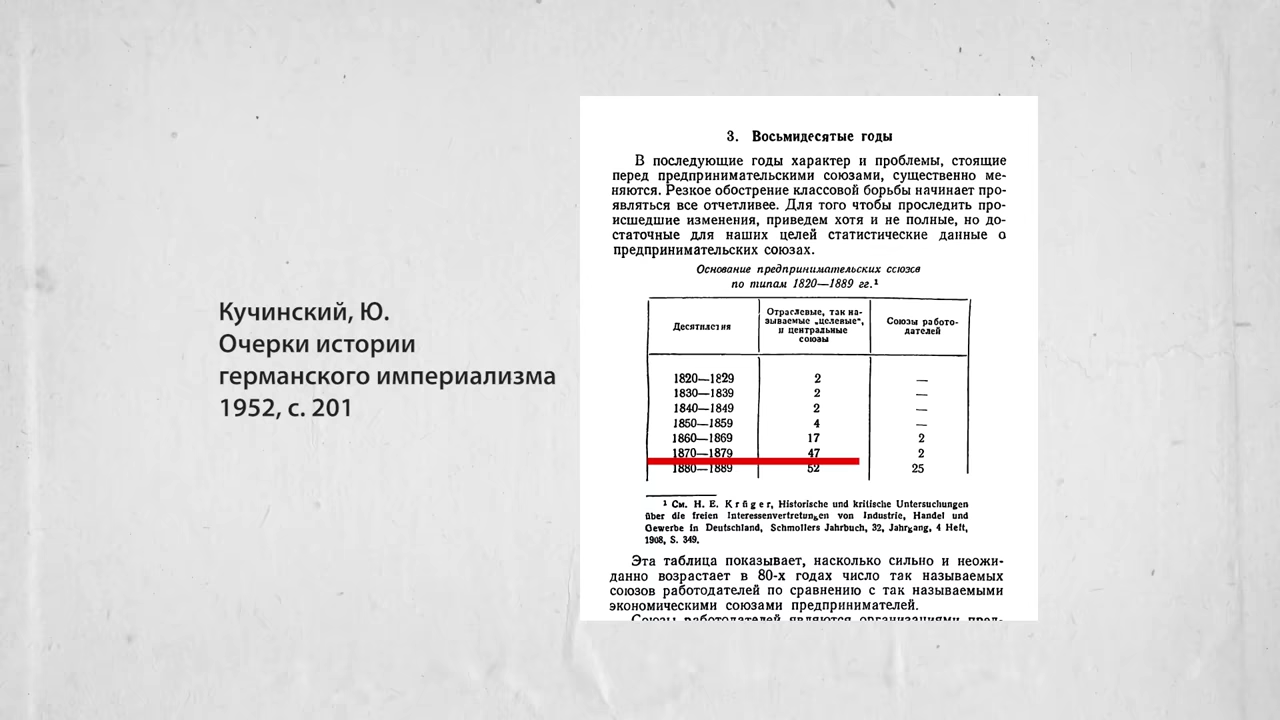 Кучинский, Ю.
Очерки истории
германского империализма
1952, с. 201
3. Восьмидесятые годы
В последующие годы характер и проблемы, стоящие
перед предпринимательскими союзами, существенно ме-
няются. Резкое обострение классовой борьбы начинает про-
являться все отчетливее. Для того чтобы проследить про-
исшедшие изменения, приведем хотя и не полные, но до-
статочные для наших целей статистические данные о
предпринимательских союзах.
Основание предпринимательских союзов
по типам 1820—1889 гг.¹
Десятилетия
Отраслевые, так на-
зываемые „целевые“,
и центральные
союзы
Союзы работо-
дателей
1820—1829 2 —
1830—1839 2 —
1840—1849 2 —
1850—1859 4 —
1860—1869 17 2
1870—1879 47 2
1880—1889 52 25
¹ См. H. E. Krüger, Historische und kritische Untersuchungen
über die freien Interessenvertretungen von Industrie, Handel und
Gewerbe in Deutschland, Schmollers Jahrbuch, 32, Jahrgang, 4 Heft,
1908, S. 349.
Эта таблица показывает, насколько сильно и неожи-
данно возрастает в 80-х годах число так называемых
союзов работодателей по сравнению с так называемыми
экономическими союзами предпринимателей.
Союзы работодателей являются организациями пред-